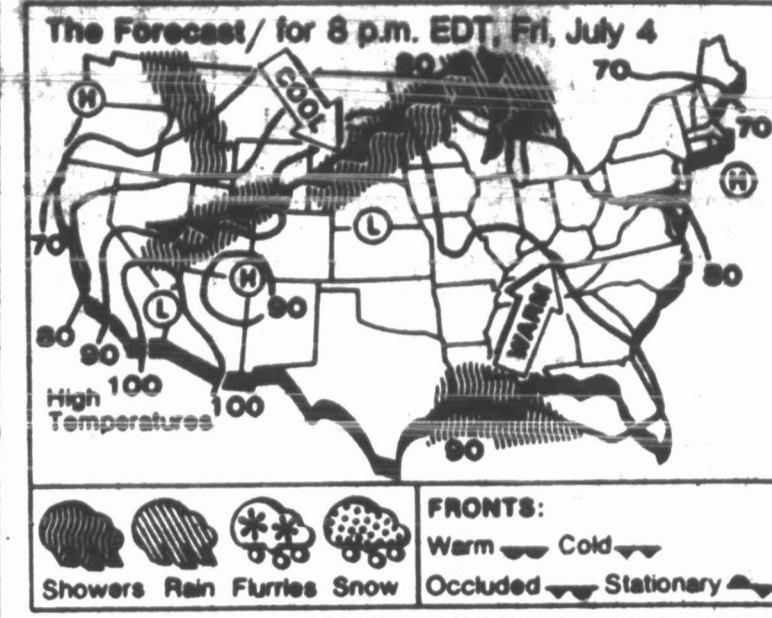 The Forecast/ for 8 p.m. EDT, Fri, July 4
80
70
COOL
H
70
H
70
L
H
90
L
80
80
90
100
100
WARM
High
Temperatures
90
Showers Rain Flurries Snow
FRONTS:
Warm Cold
Occluded Stationary